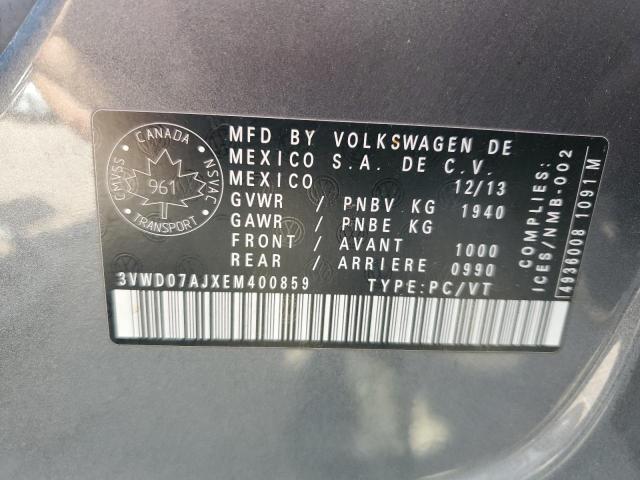 CANADA
CMVSS
NSVAC
961
TRANSPORT
MFD BY VOLKSWAGEN DE
MEXICO S.A. DE C.V.
MEXICO 12/13
GVWR / PNBV KG 1940
GAWR / PNBE KG
FRONT / AVANT 1000
REAR / ARRIERE 0990
3VWD07AJXEM400859 TYPE:PC/VT
COMPLIES:
ICES/NMB-002
4936008 1091M